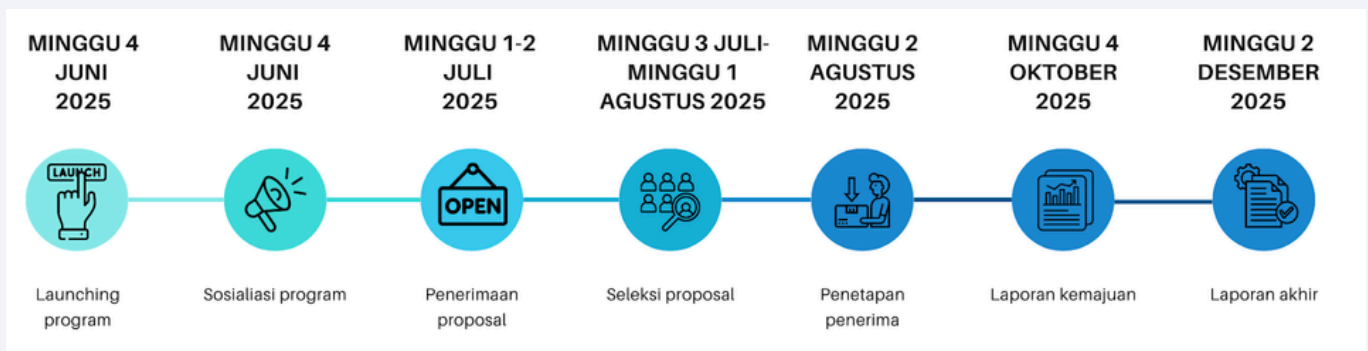 MINGGU 4
JUNI
2025
MINGGU 4
JUNI
2025
MINGGU 1-2
JULI
2025
MINGGU 3 JULI-
MINGGU 1
AGUSTUS 2025
MINGGU 2
AGUSTUS
2025
MINGGU 4
OKTOBER
2025
MINGGU 2
DESEMBER
2025
LAUNCH
OPEN
Launching
program
Sosialiasi program
Penerimaan
proposal
Seleksi proposal
Penetapan
penerima
Laporan kemajuan
Laporan akhir